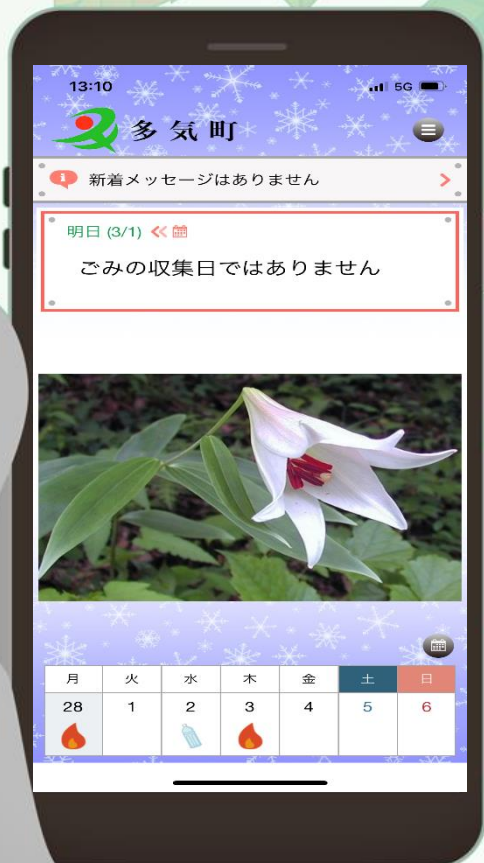 13:10
5G
多気町
新着メッセージはありません
明日 (3/1)
ごみの収集日ではありません
月 火 水 木 金 土 日
28 1 2 3 4 5 6